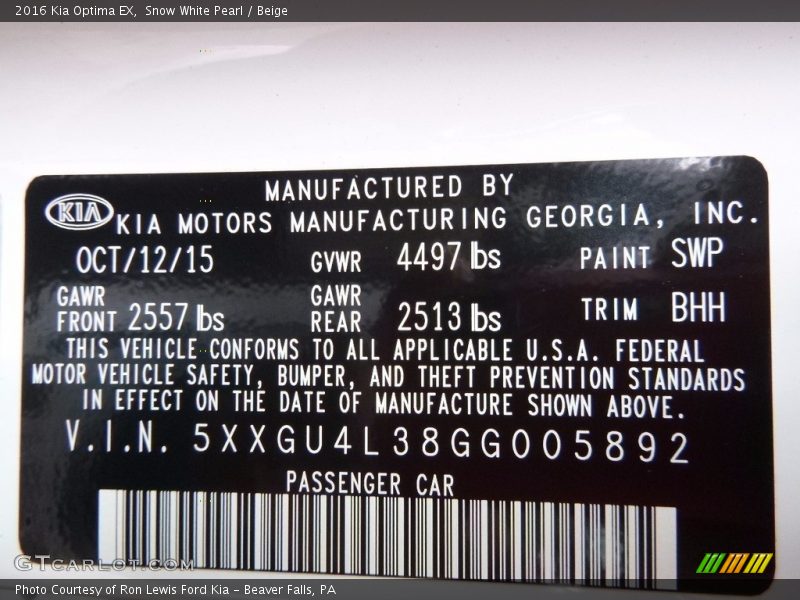 2016 Kia Optima EX, Snow White Pearl / Beige
MANUFACTURED BY
KIA KIA MOTORS MANUFACTURING GEORGIA, INC.
OCT/12/15 GVWR 4497 lbs PAINT SWP
GAWR FRONT 2557 lbs GAWR REAR 2513 lbs TRIM BHH
THIS VEHICLE CONFORMS TO ALL APPLICABLE U.S.A. FEDERAL
MOTOR VEHICLE SAFETY, BUMPER, AND THEFT PREVENTION STANDARDS
IN EFFECT ON THE DATE OF MANUFACTURE SHOWN ABOVE.
V.I.N. 5XXGU4L38GG005892
PASSENGER CAR
GTcarlot.com
Photo Courtesy of Ron Lewis Ford Kia - Beaver Falls, PA